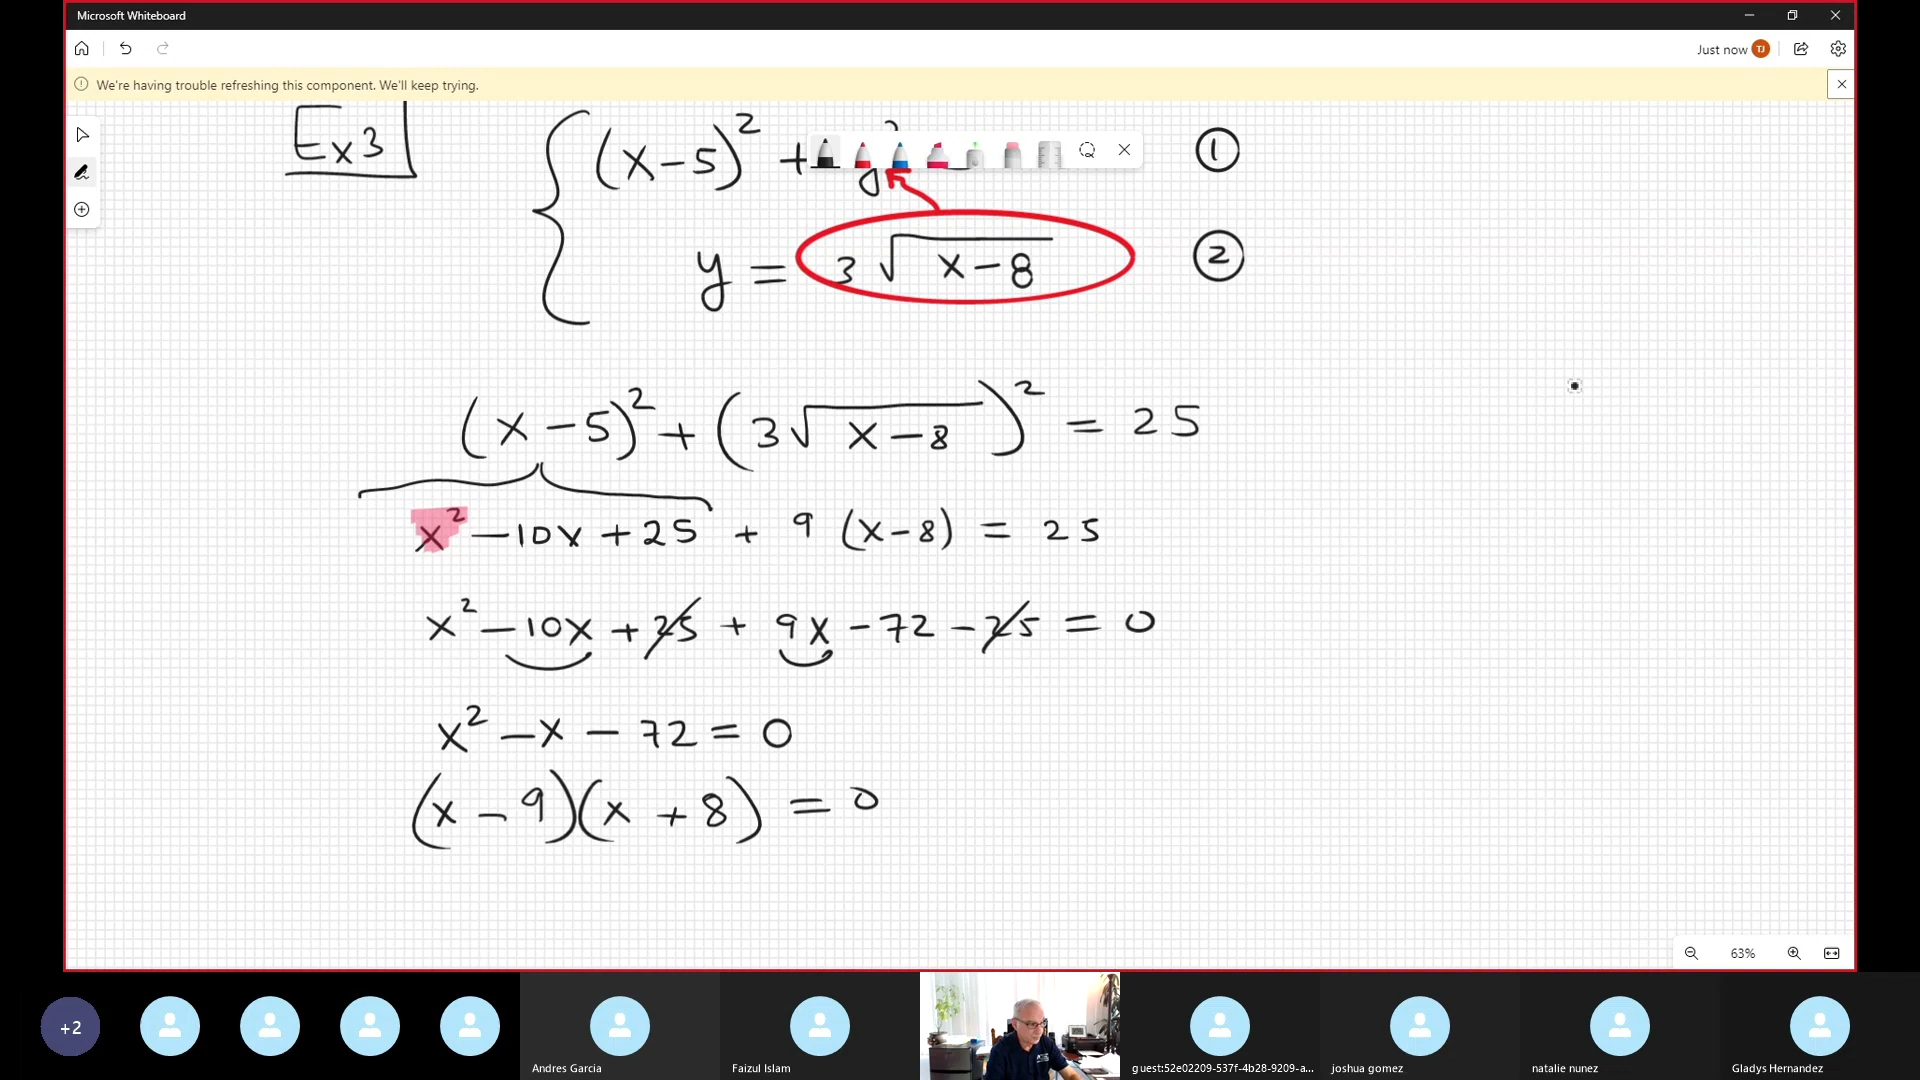 Microsoft Whiteboard
Just now TJ
We're having trouble refreshing this component. We'll keep trying.
Ex3
(x-5)² + y ①
y = 3√x-8 ②
(x-5)² + (3√x-8)² = 25
x² -10x +25 + 9 (x-8) = 25
x² -10x +25 + 9x -72 -25 = 0
x² -x - 72 = 0
(x - 9)(x + 8) = 0
63%
+2
Andres Garcia
Faizul Islam
guest:52e02209-537f-4b28-9209-a...
joshua gomez
natalie nunez
Gladys Hernandez